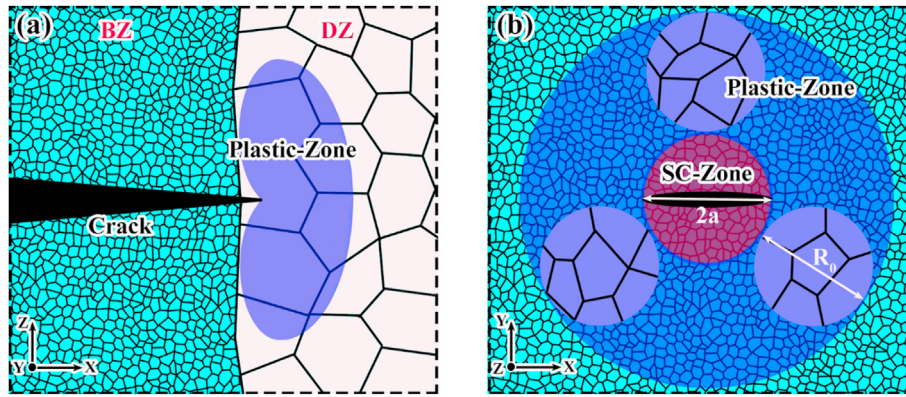 (a)
BZ
DZ
Plastic-Zone
Crack
Z
Y
X
(b)
Plastic-Zone
SC-Zone
2a
R₀
Y
Z
X